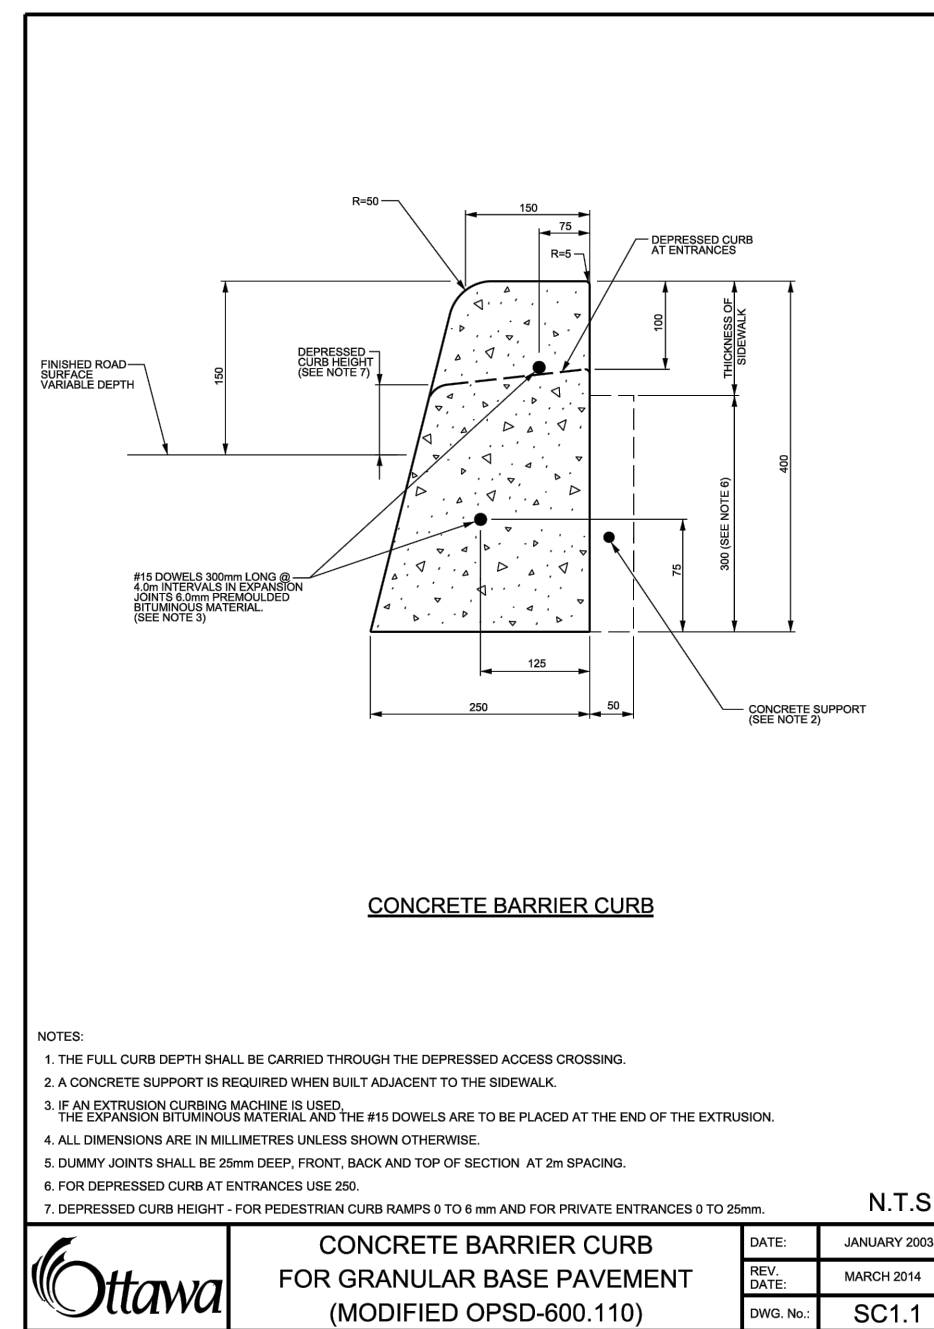 R=50
150
75
R=5
DEPRESSED CURB
AT ENTRANCES
150
FINISHED ROAD
SURFACE
VARIABLE DEPTH
DEPRESSED
CURB HEIGHT
(SEE NOTE 7)
100
THICKNESS OF
SIDEWALK
400
300 (SEE NOTE 6)
75
#15 DOWELS 300mm LONG @
4.0m INTERVALS IN EXPANSION
JOINTS 6.0mm PREMOULDED
BITUMINOUS MATERIAL.
(SEE NOTE 3)
125
250
50
CONCRETE SUPPORT
(SEE NOTE 2)
CONCRETE BARRIER CURB
NOTES:
1. THE FULL CURB DEPTH SHALL BE CARRIED THROUGH THE DEPRESSED ACCESS CROSSING.
2. A CONCRETE SUPPORT IS REQUIRED WHEN BUILT ADJACENT TO THE SIDEWALK.
3. IF AN EXTRUSION CURBING MACHINE IS USED,
THE EXPANSION BITUMINOUS MATERIAL AND THE #15 DOWELS ARE TO BE PLACED AT THE END OF THE EXTRUSION.
4. ALL DIMENSIONS ARE IN MILLIMETRES UNLESS SHOWN OTHERWISE.
5. DUMMY JOINTS SHALL BE 25mm DEEP, FRONT, BACK AND TOP OF SECTION AT 2m SPACING.
6. FOR DEPRESSED CURB AT ENTRANCES USE 250.
7. DEPRESSED CURB HEIGHT - FOR PEDESTRIAN CURB RAMPS 0 TO 6 mm AND FOR PRIVATE ENTRANCES 0 TO 25mm.
N.T.S
Ottawa
CONCRETE BARRIER CURB
FOR GRANULAR BASE PAVEMENT
(MODIFIED OPSD-600.110)
DATE: JANUARY 2003
REV.
DATE: MARCH 2014
DWG. No.: SC1.1